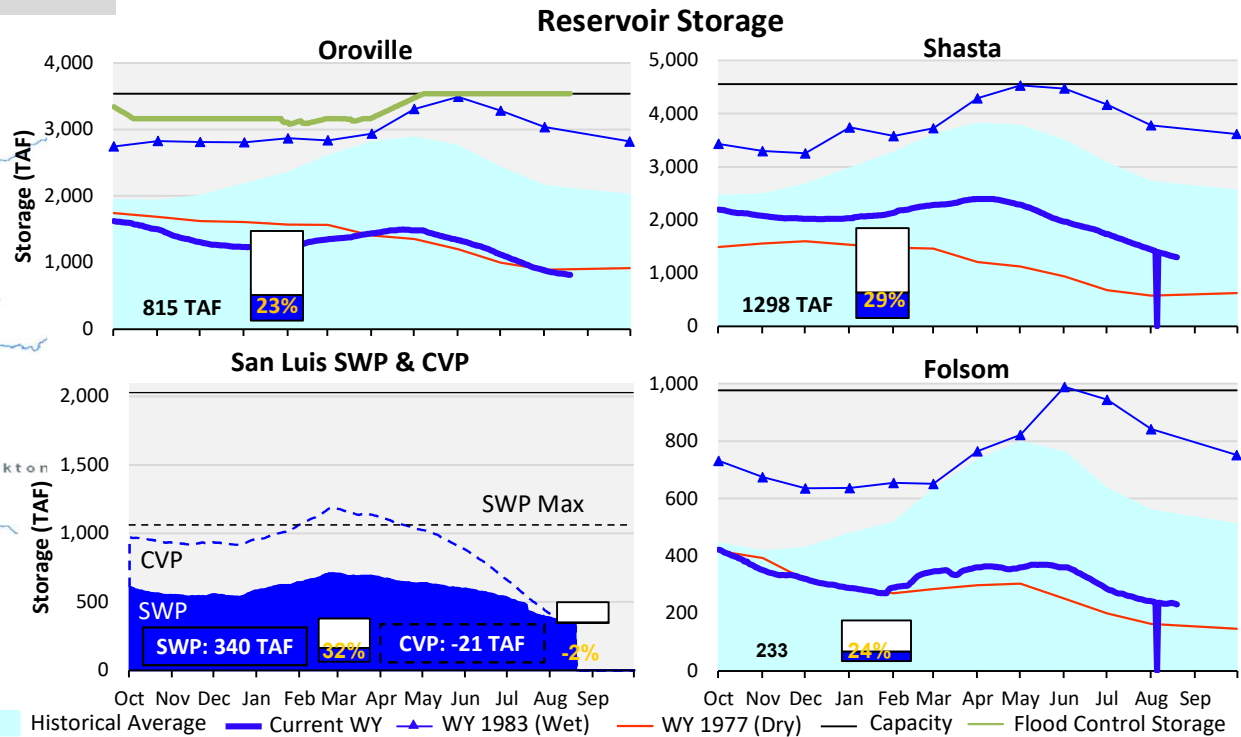 Reservoir Storage
Oroville
Storage (TAF)
4,000
3,000
2,000
1,000
0
815 TAF
23%
Shasta
5,000
4,000
3,000
2,000
1,000
0
1298 TAF
29%
San Luis SWP & CVP
Storage (TAF)
2,000
1,500
1,000
500
0
SWP Max
CVP
SWP
SWP: 340 TAF
32%
CVP: -21 TAF
-2%
Oct Nov Dec Jan Feb Mar Apr May Jun Jul Aug Sep
Folsom
1,000
800
600
400
200
0
233
24%
Oct Nov Dec Jan Feb Mar Apr May Jun Jul Aug Sep
kton
Historical Average Current WY WY 1983 (Wet) WY 1977 (Dry) Capacity Flood Control Storage